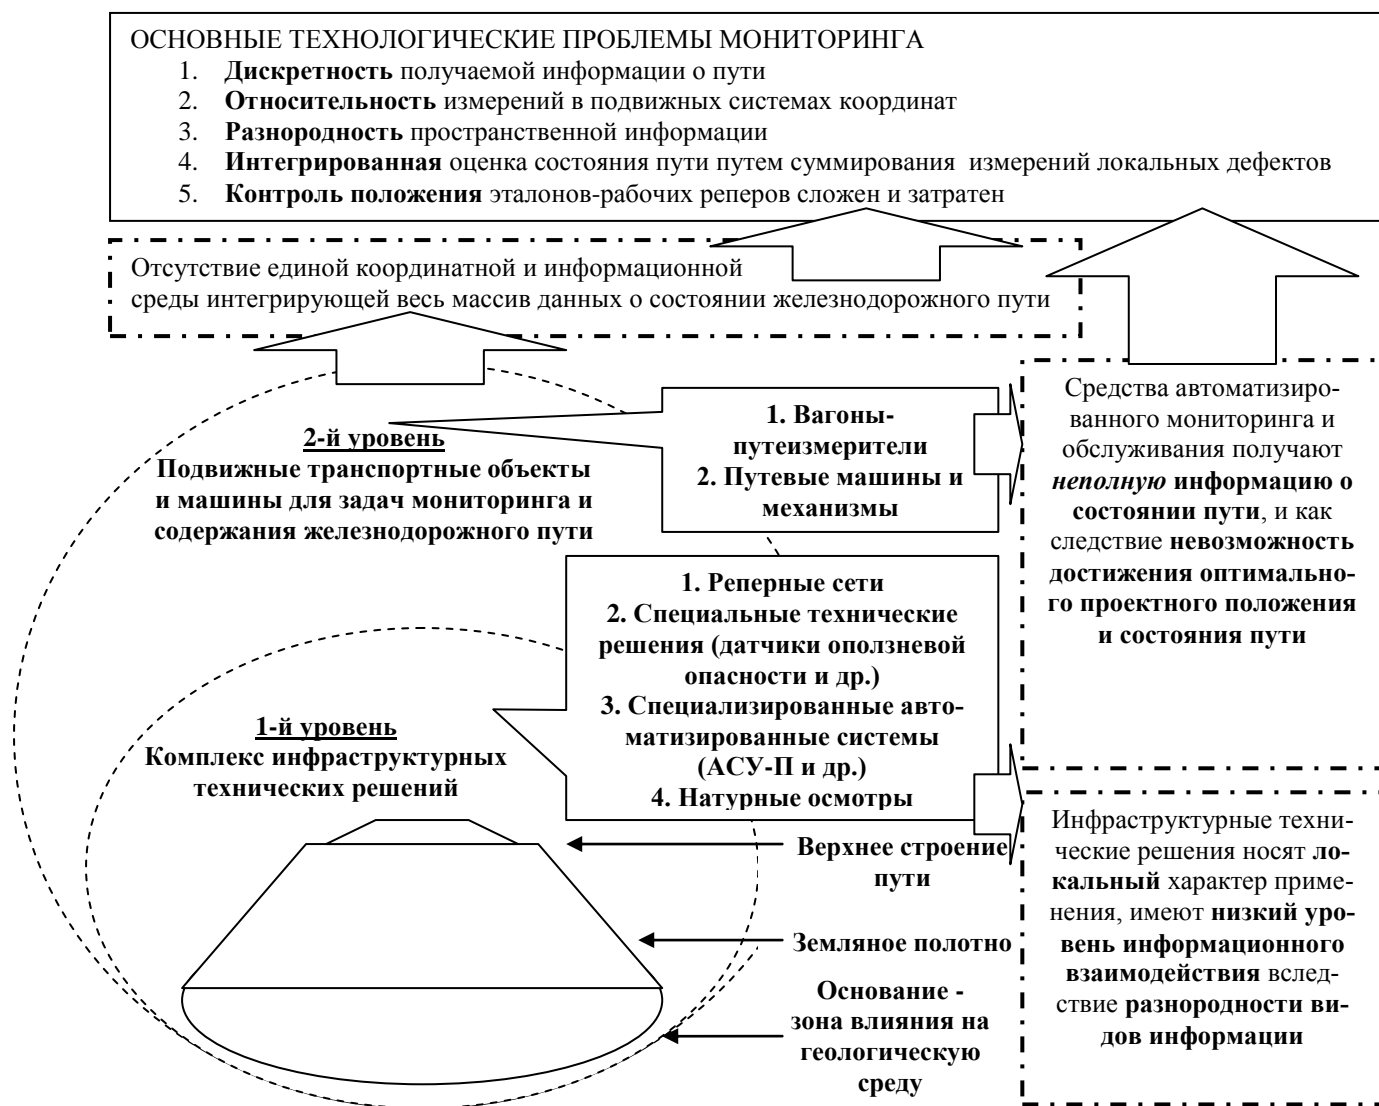 ОСНОВНЫЕ ТЕХНОЛОГИЧЕСКИЕ ПРОБЛЕМЫ МОНИТОРИНГА
1. Дискретность получаемой информации о пути
2. Относительность измерений в подвижных системах координат
3. Разнородность пространственной информации
4. Интегрированная оценка состояния пути путем суммирования измерений локальных дефектов
5. Контроль положения эталонов-рабочих реперов сложен и затратен
Отсутствие единой координатной и информационной
среды интегрирующей весь массив данных о состоянии железнодорожного пути
2-й уровень
Подвижные транспортные объекты
и машины для задач мониторинга и
содержания железнодорожного пути
1. Вагоны-
путеизмерители
2. Путевые машины и
механизмы
Средства автоматизиро-
ванного мониторинга и
обслуживания получают
неполную информацию о
состоянии пути, и как
следствие невозможность
достижения оптимально-
го проектного положения
и состояния пути
1. Реперные сети
2. Специальные технические
решения (датчики оползневой
опасности и др.)
3. Специализированные авто-
матизированные системы
(АСУ-П и др.)
4. Натурные осмотры
1-й уровень
Комплекс инфраструктурных
технических решений
Инфраструктурные техни-
ческие решения носят ло-
кальный характер приме-
нения, имеют низкий уро-
вень информационного
взаимодействия вслед-
ствие разнородности ви-
дов информации
Верхнее строение
пути
Земляное полотно
Основание -
зона влияния на
геологическую
среду